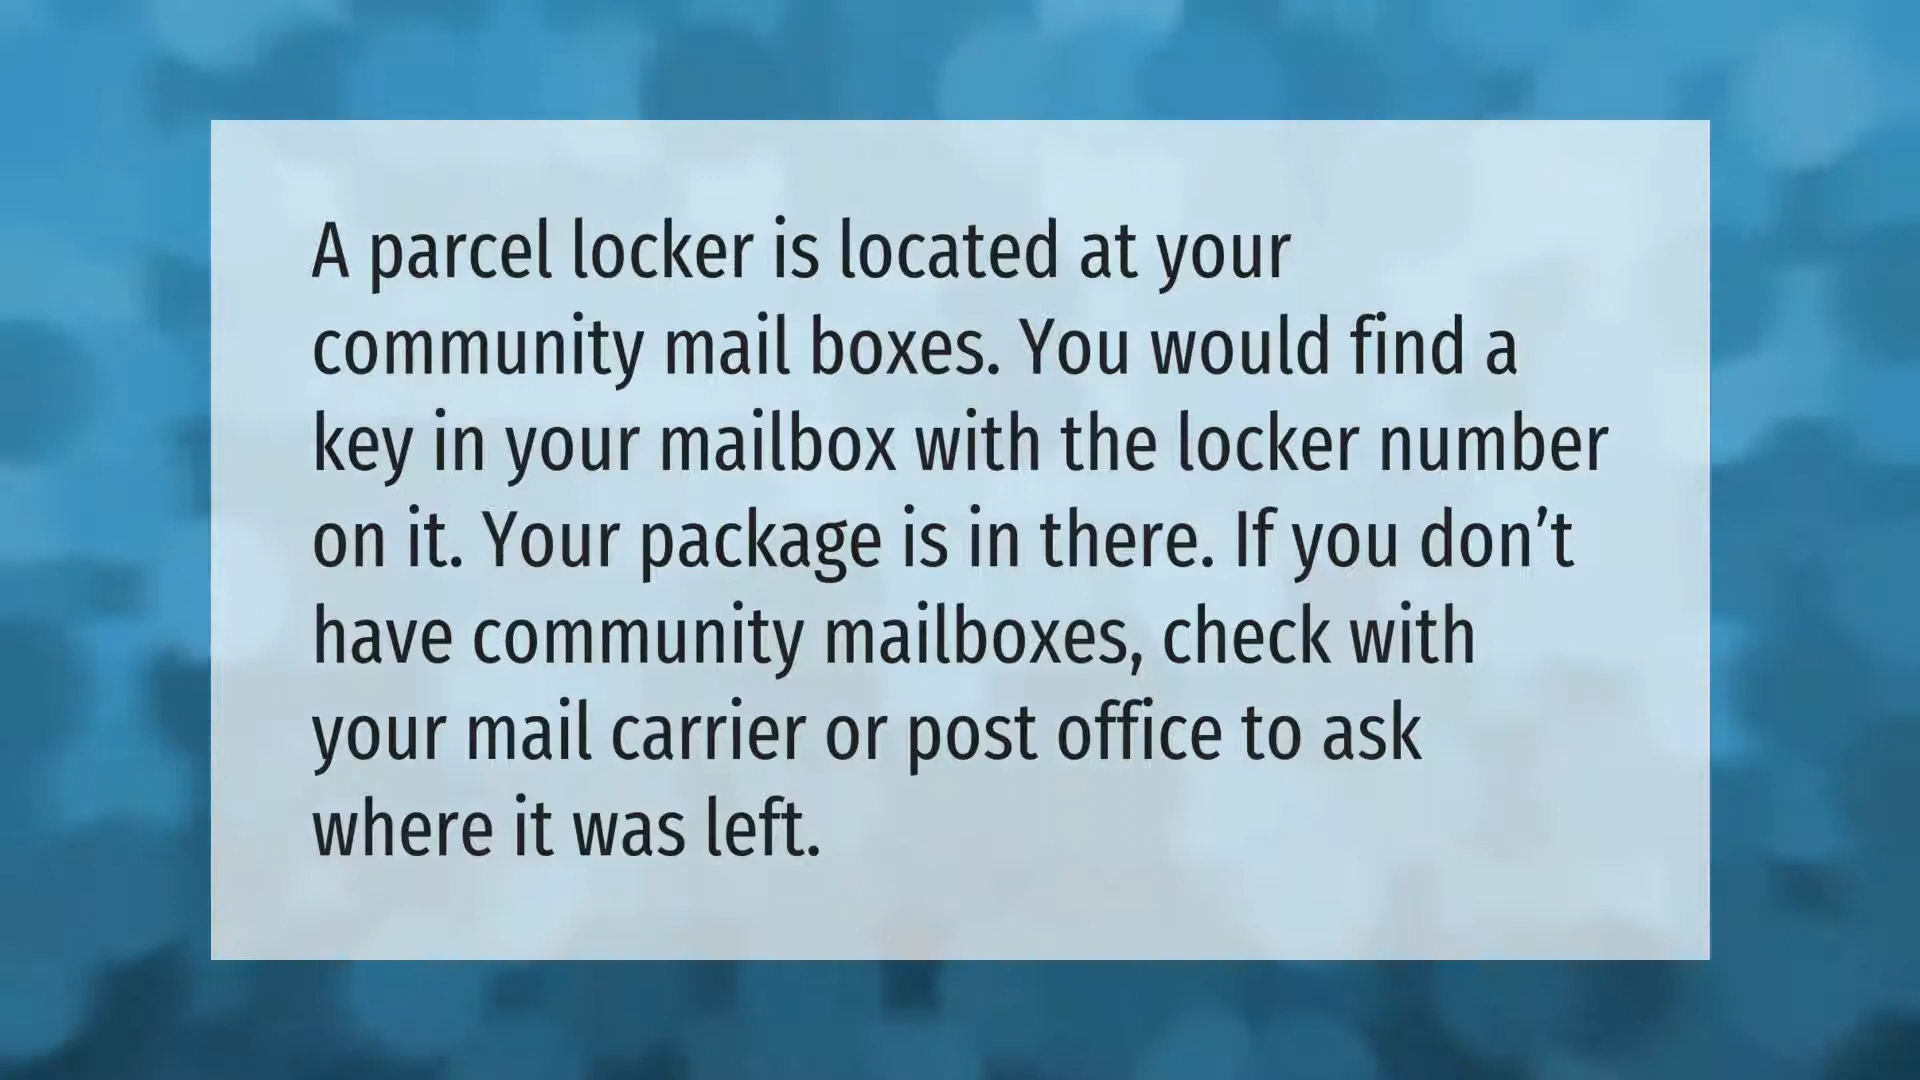 A parcel locker is located at your
community mail boxes. You would find a
key in your mailbox with the locker number
on it. Your package is in there. If you don’t
have community mailboxes, check with
your mail carrier or post office to ask
where it was left.